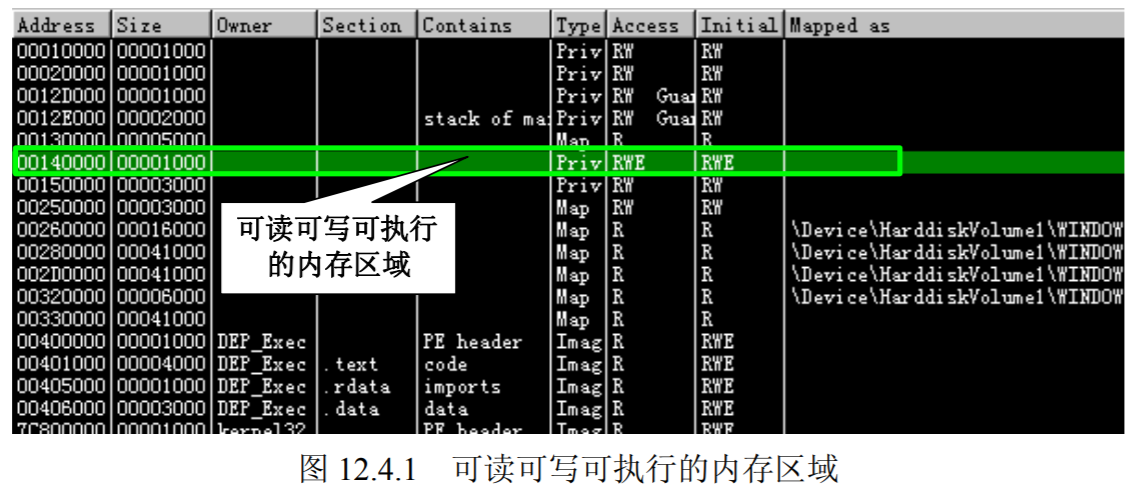 Address Size Owner Section Contains Type Access Initial Mapped as
00010000 00001000 Priv RW RW
00020000 00001000 Priv RW RW
0012D000 00001000 Priv RW Guar RW
0012E000 00002000 stack of mai Priv RW Guar RW
00130000 00005000 Map R R
00140000 00001000 Priv RWE RWE
00150000 00003000 Priv RW RW
00250000 00003000 Map RW RW
可读可写可执行
的内存区域
00260000 00016000 Map R R \Device\HarddiskVolume1\WINDOW
00280000 00041000 Map R R \Device\HarddiskVolume1\WINDOW
002D0000 00041000 Map R R \Device\HarddiskVolume1\WINDOW
00320000 00006000 Map R R \Device\HarddiskVolume1\WINDOW
00330000 00041000 Map R R
00400000 00001000 DEP_Exec PE header Imag R RWE
00401000 00004000 DEP_Exec .text code Imag R RWE
00405000 00001000 DEP_Exec .rdata imports Imag R RWE
00406000 00003000 DEP_Exec .data data Imag R RWE
7C800000 00001000 kernel32 PE header Imag R RWE
图 12.4.1 可读可写可执行的内存区域